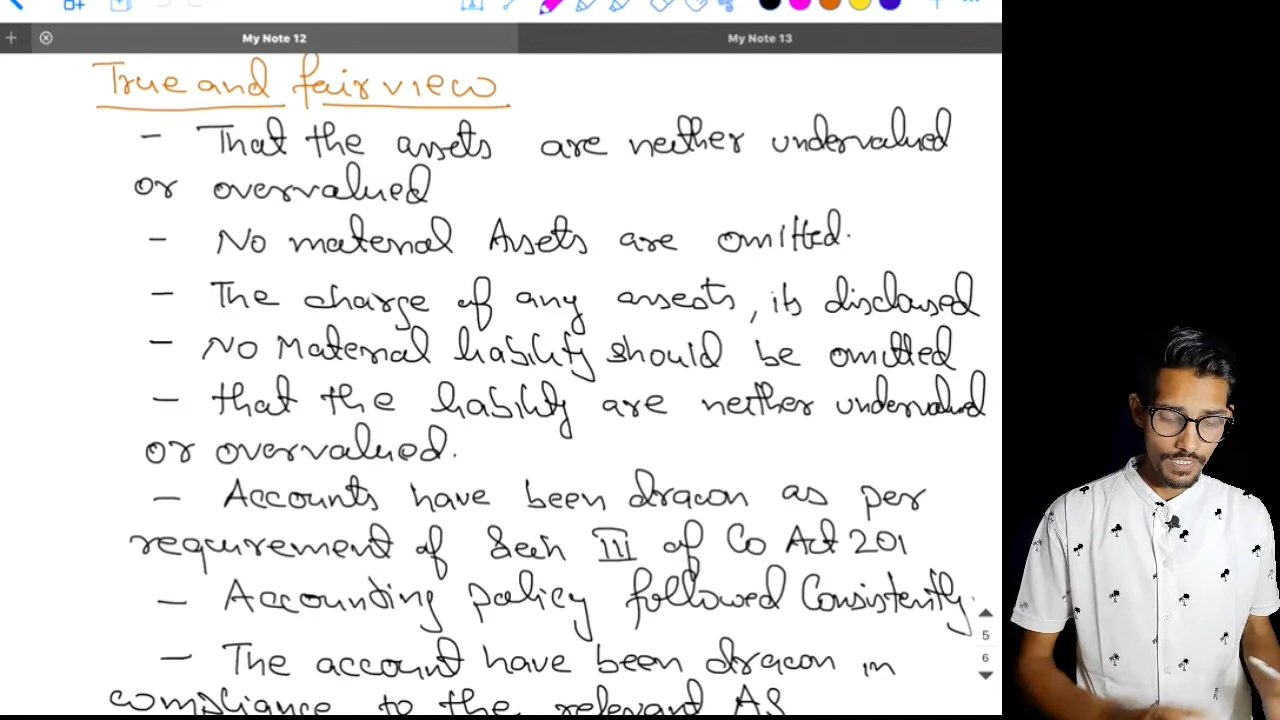 My Note 12
My Note 13
True and fair view
- That the assets are neither undervalued
or overvalued
- No material Assets are omitted.
- The charge of any assests, its disclaused
- No Material liability should be omitted
- that the liability are neither undervalued
or overvalued.
- Accounts have been drawn as per
requirement of III of Co Act 201
- Accounting policy followed Consistently.
5
6
- The account have been drawn in
compliance to the relevant AS